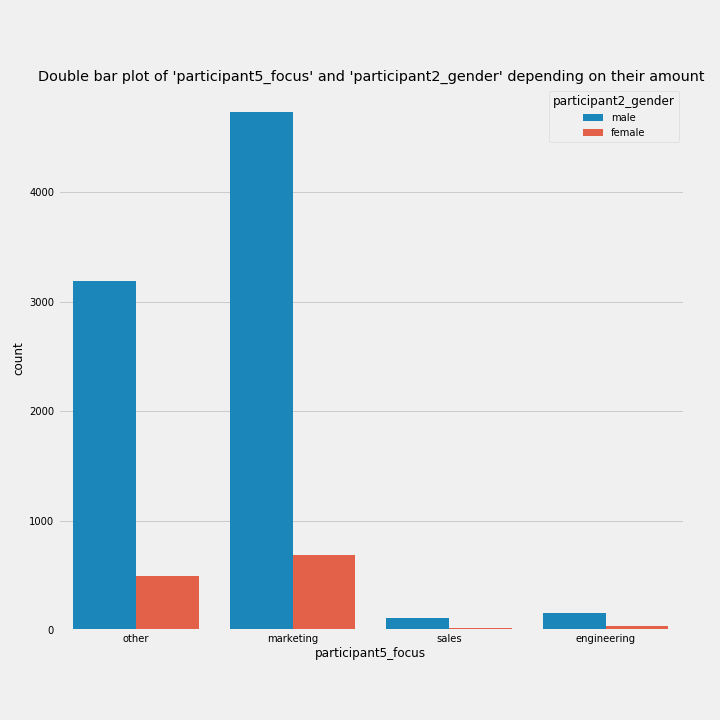 Double bar plot of 'participant5_focus' and 'participant2_gender' depending on their amount
participant2_gender
male
female
4000
3000
2000
1000
0
count
other
marketing
sales
engineering
participant5_focus